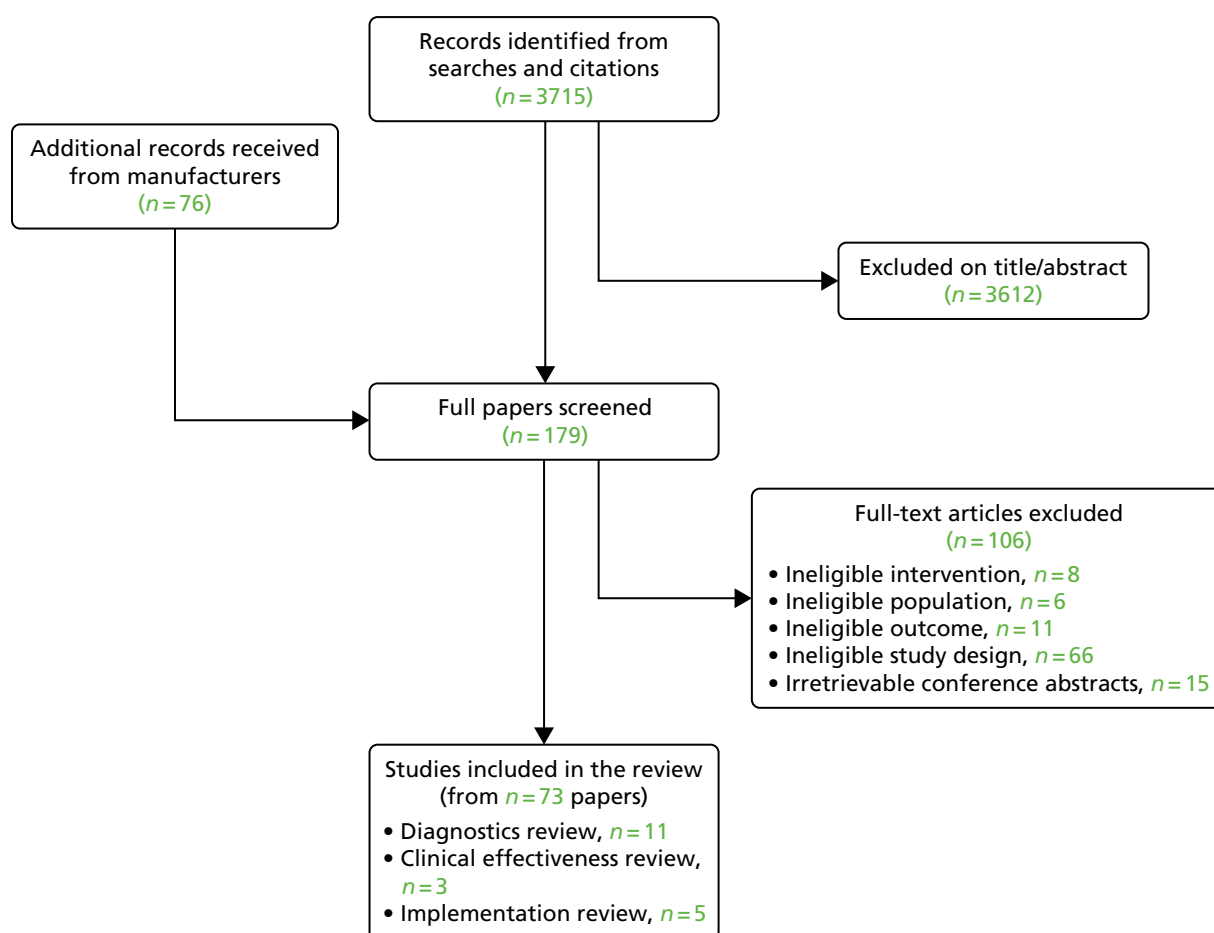 Records identified from
searches and citations
(n=3715)
Additional records received
from manufacturers
(n=76)
Excluded on title/abstract
(n=3612)
Full papers screened
(n=179)
Full-text articles excluded
(n=106)
• Ineligible intervention, n=8
• Ineligible population, n=6
• Ineligible outcome, n=11
• Ineligible study design, n=66
• Irretrievable conference abstracts, n=15
Studies included in the review
(from n=73 papers)
• Diagnostics review, n=11
• Clinical effectiveness review,
n=3
• Implementation review, n=5